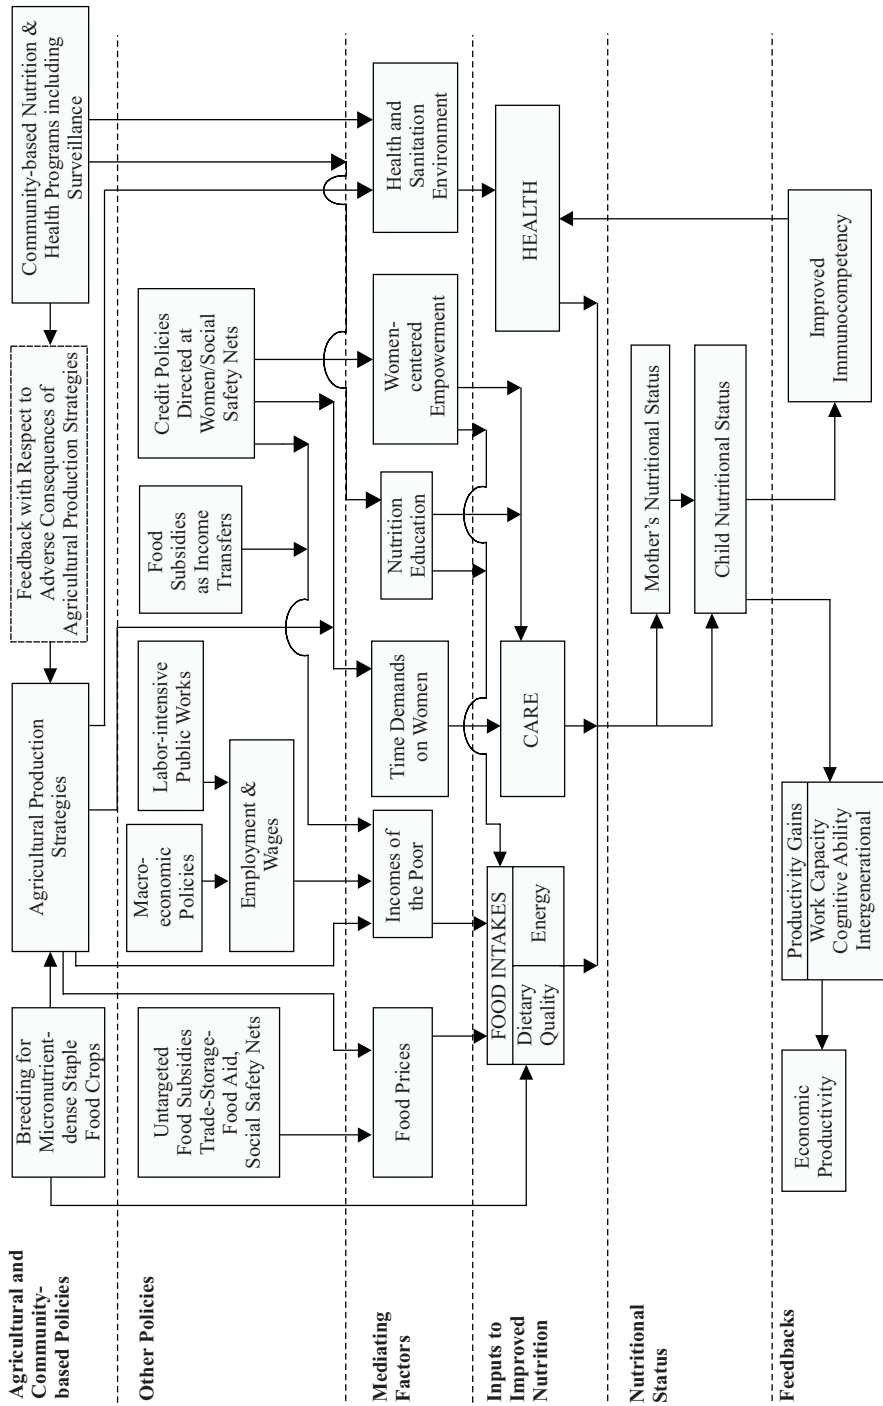 Agricultural and
Community-
based Policies
Breeding for
Micronutrient-
dense Staple
Food Crops
Agricultural Production
Strategies
Feedback with Respect to
Adverse Consequences of
Agricultural Production Strategies
Community-based Nutrition &
Health Programs including
Surveillance
Other Policies
Untargeted
Food Subsidies
Trade-Storage-
Food Aid,
Social Safety Nets
Macro-
economic
Policies
Labor-intensive
Public Works
Employment &
Wages
Food
Subsidies
as Income
Transfers
Credit Policies
Directed at
Women/Social
Safety Nets
Mediating
Factors
Food Prices
Incomes of
the Poor
Time Demands
on Women
Nutrition
Education
Women-
centered
Empowerment
Health and
Sanitation
Environment
Inputs to
Improved
Nutrition
FOOD INTAKES
Dietary
Quality
Energy
CARE
HEALTH
Nutritional
Status
Mother’s Nutritional Status
Child Nutritional Status
Feedbacks
Economic
Productivity
Productivity Gains
Work Capacity
Cognitive Ability
Intergenerational
Improved
Immunocompetency